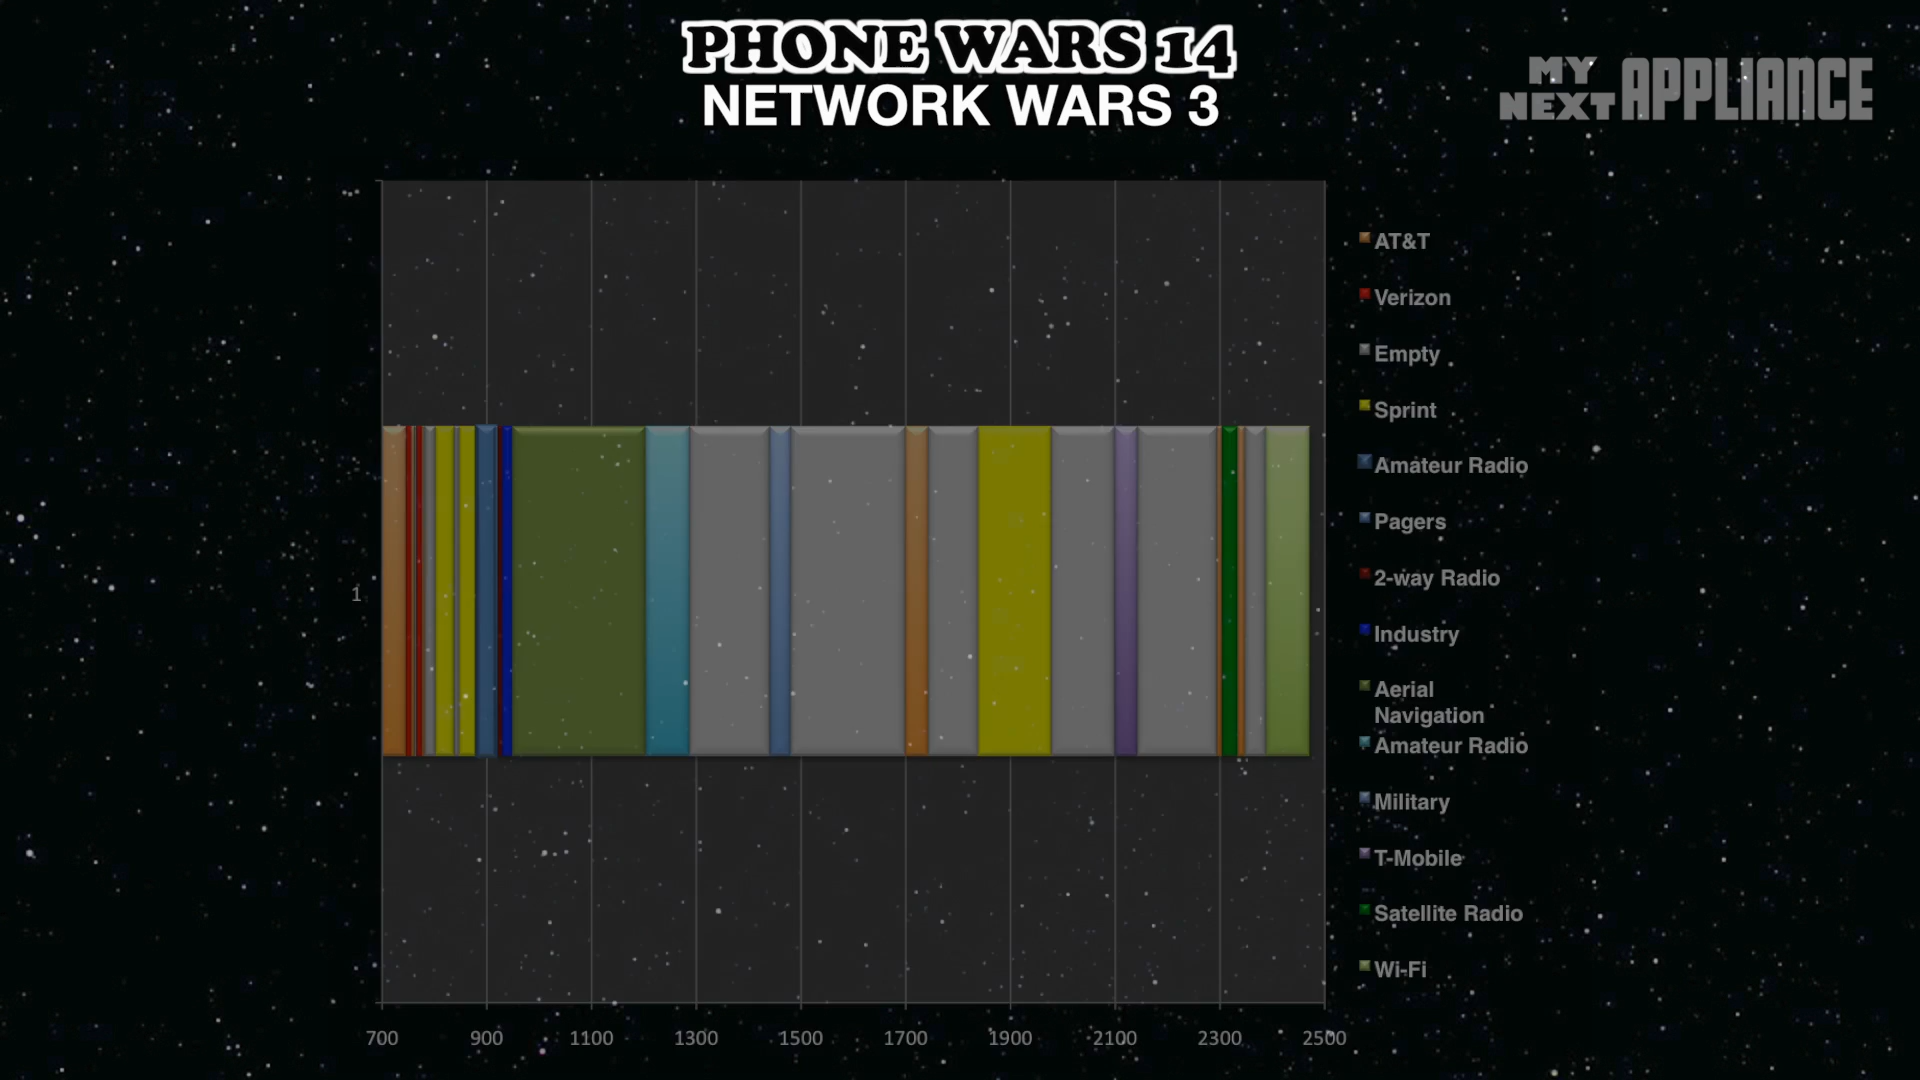 PHONE WARS 14
NETWORK WARS 3
MY NEXT APPLIANCE
AT&T
Verizon
Empty
Sprint
Amateur Radio
Pagers
2-way Radio
Industry
Aerial
Navigation
Amateur Radio
Military
T-Mobile
Satellite Radio
Wi-Fi
1
700 900 1100 1300 1500 1700 1900 2100 2300 2500